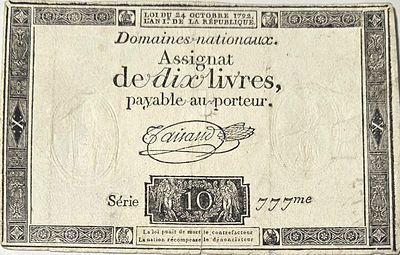 LOI DU 24 OCTOBRE 1792.
L'AN 1. DE LA RÉPUBLIQUE
Domaines nationaux.
Assignat
de dix livres,
payable au porteur.
Taisaud
Série 10 777me
X X
La loi punit de mort le contrefacteur
La nation récompense le dénonciateur